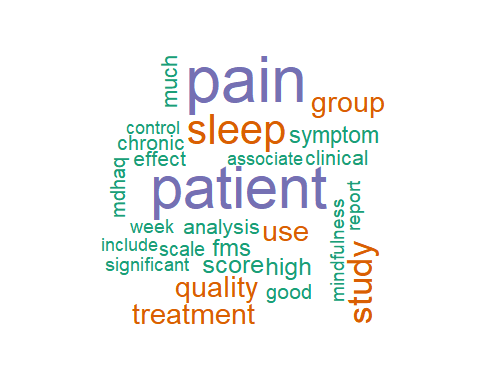 much
pain
group
control
sleep
symptom
chronic
effect
associate
clinical
mdhaq
patient
report
mindfulness
week
analysis
use
include
scale
fms
significant
score
high
study
quality
good
treatment